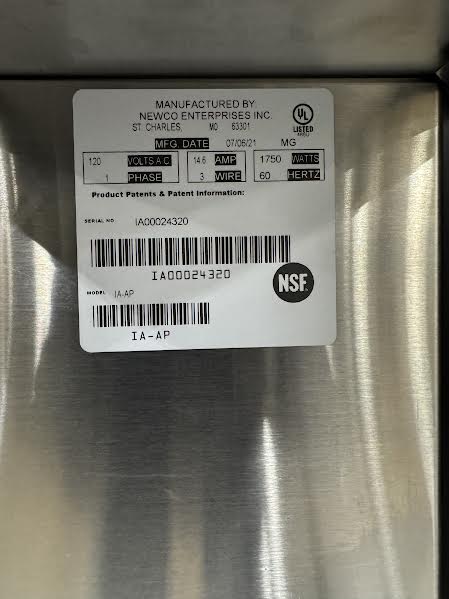 MANUFACTURED BY
NEWCO ENTERPRISES INC.
ST. CHARLES, MO 63301
UL
LISTED
MFG. DATE 07/06/21 MG
120 VOLTS A.C. 14.6 AMP 1750 WATTS
1 PHASE 3 WIRE 60 HERTZ
Product Patents & Patent Information:
SERIAL NO. IA00024320
IA00024320
NSF
MODEL IA-AP
IA-AP